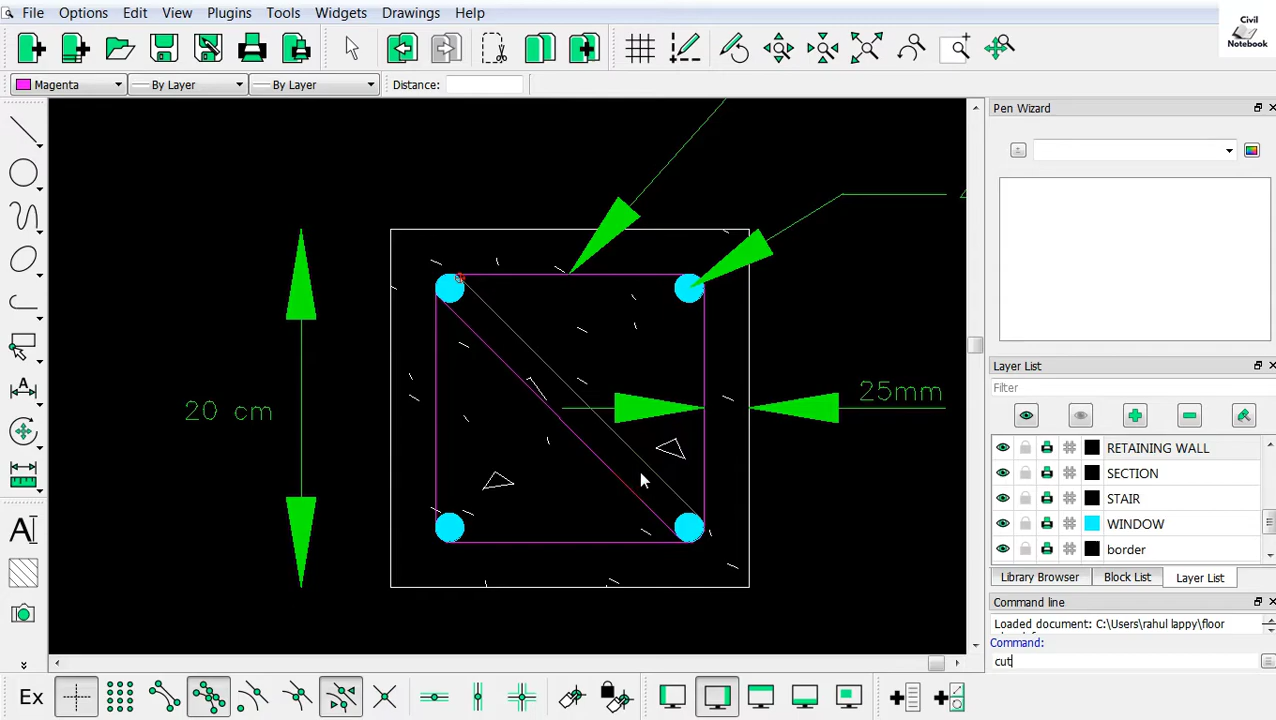 File Options Edit View Plugins Tools Widgets Drawings Help
Civil
Notebook
Magenta By Layer By Layer Distance:
Pen Wizard
20 cm
25mm
Layer List
Filter
RETAINING WALL
SECTION
STAIR
WINDOW
border
Library Browser Block List Layer List
Command line
Loaded document: C:\Users\rahul lappy\floor
Command:
cut
A
A
Ex